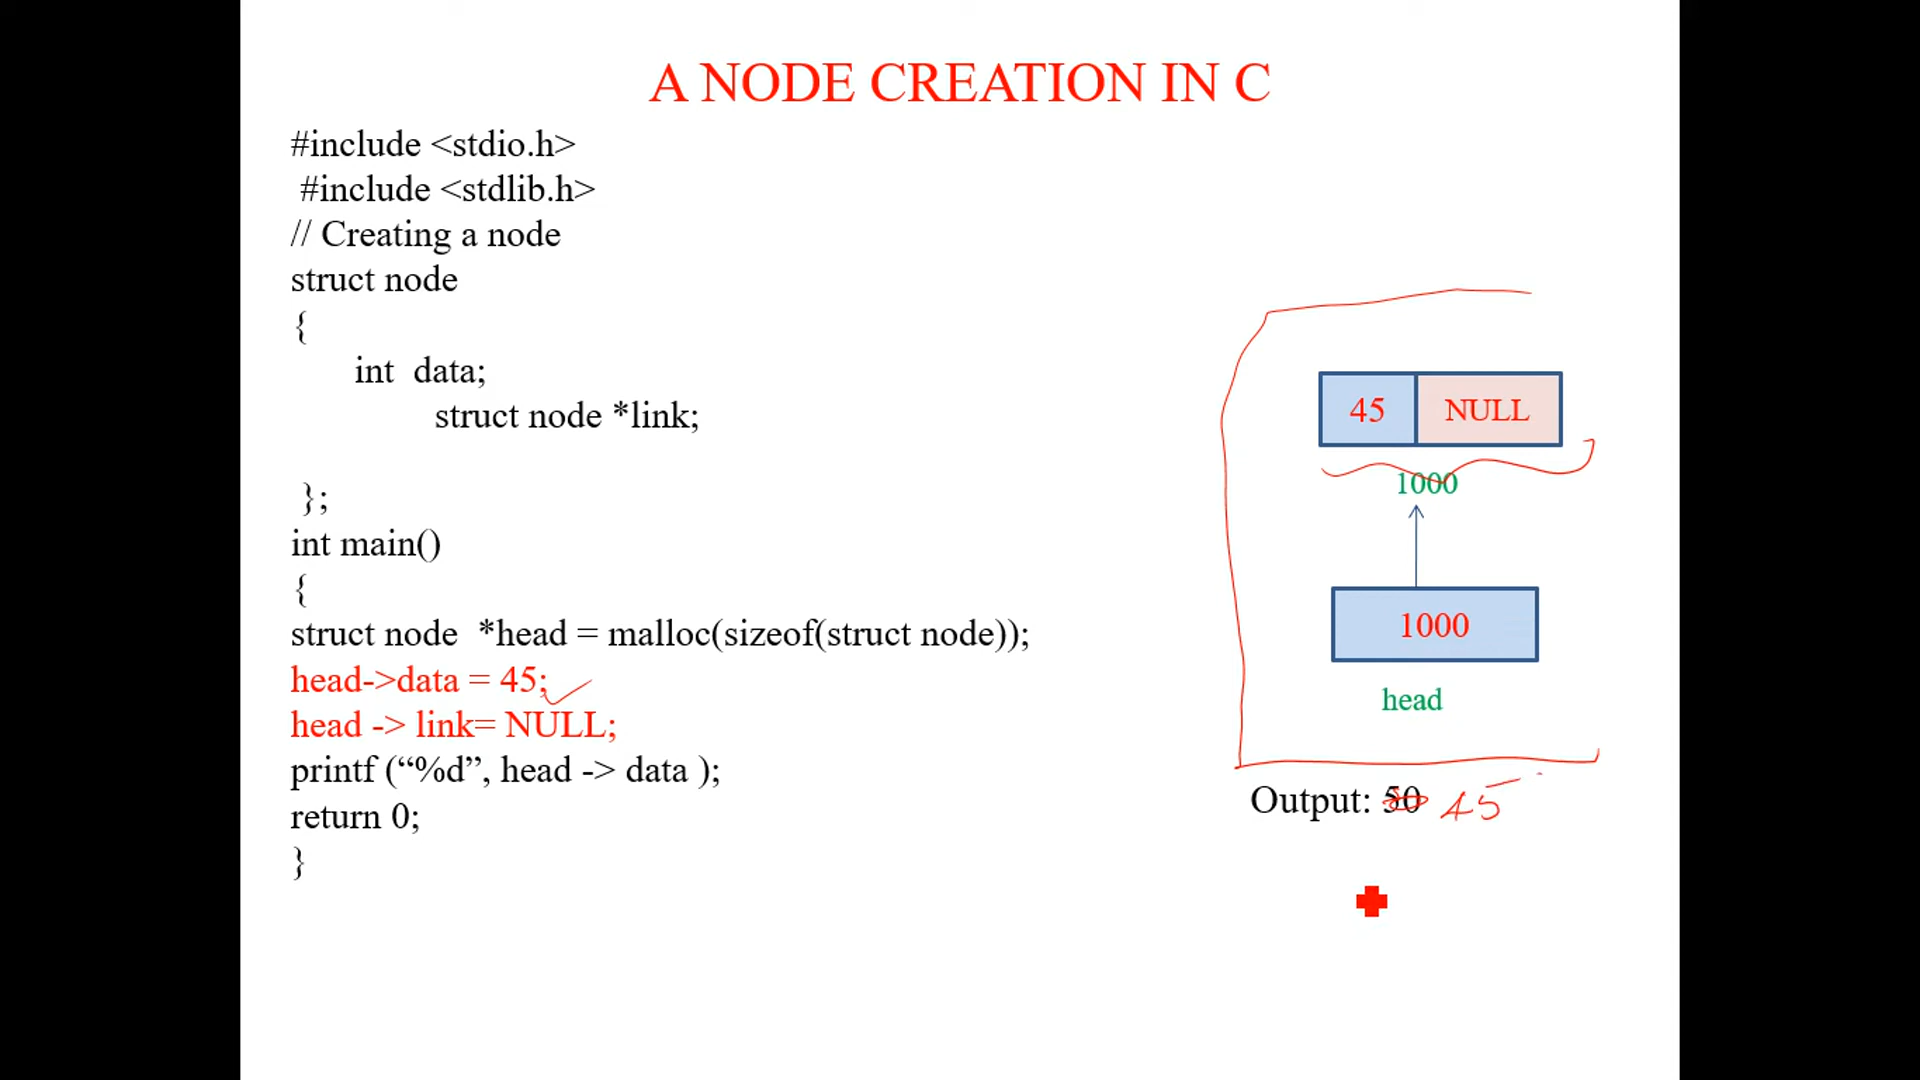 A NODE CREATION IN C
#include <stdio.h>
#include <stdlib.h>
// Creating a node
struct node
{
int data;
struct node *link;
};
int main()
{
struct node *head = malloc(sizeof(struct node));
head->data = 45;
head -> link= NULL;
printf (“%d”, head -> data );
return 0;
}
45 NULL
1000
1000
head
Output: 50 45